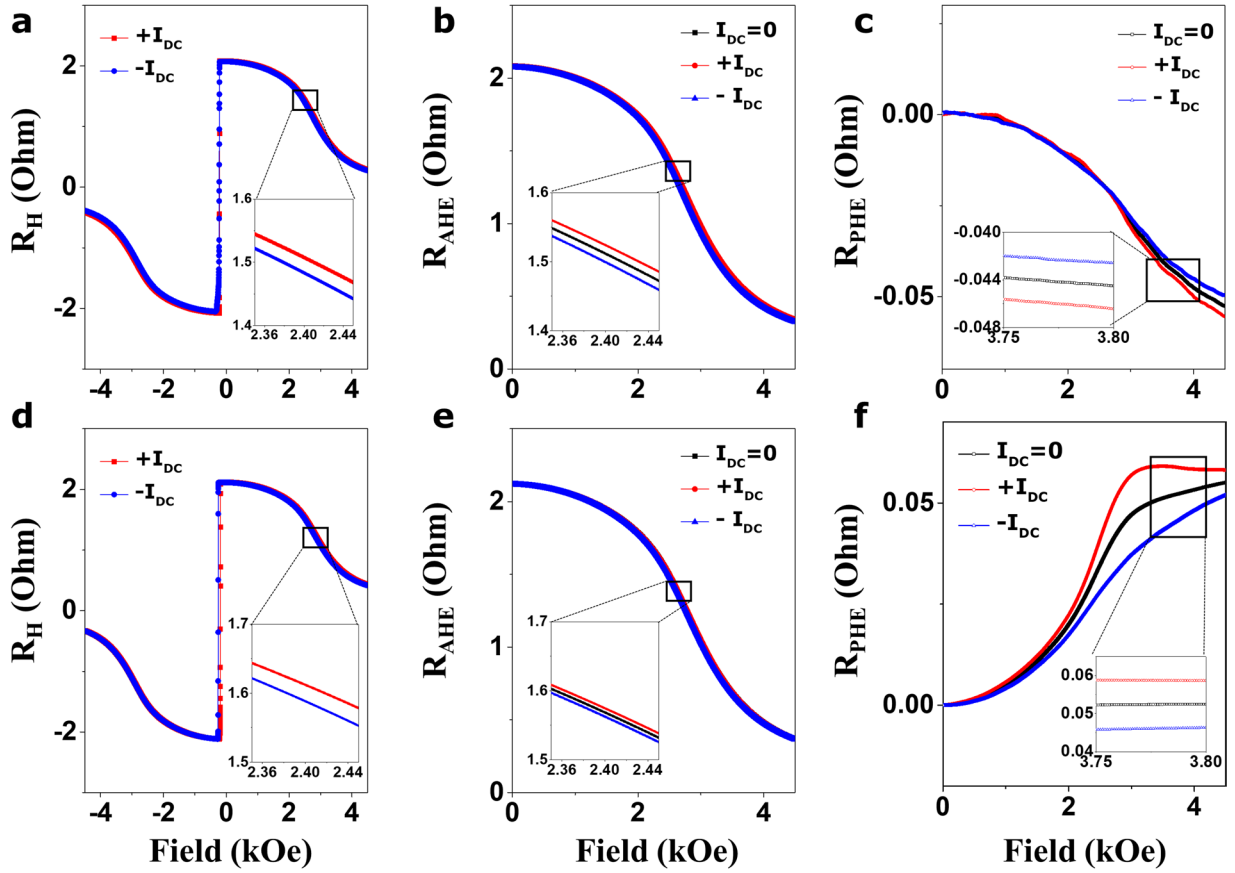 a
+I_DC
-I_DC
R_H (Ohm)
2
0
-2
-4
-2
0
2
4
1.6
1.5
1.4
2.36
2.40
2.44
b
I_DC=0
+I_DC
- I_DC
R_AHE (Ohm)
2
1
0
0
2
4
1.6
1.5
1.4
2.36
2.40
2.44
c
I_DC=0
+I_DC
- I_DC
R_PHE (Ohm)
0.00
-0.05
0
2
4
-0.040
-0.044
-0.048
3.75
3.80
d
+I_DC
-I_DC
R_H (Ohm)
2
0
-2
-4
-2
0
2
4
Field (kOe)
1.7
1.6
1.5
2.36
2.40
2.44
e
I_DC=0
+I_DC
- I_DC
R_AHE (Ohm)
2
1
0
0
2
4
Field (kOe)
1.7
1.6
1.5
2.36
2.40
2.44
f
I_DC=0
+I_DC
-I_DC
R_PHE (Ohm)
0.05
0.00
0
2
4
Field (kOe)
0.06
0.05
0.04
3.75
3.80